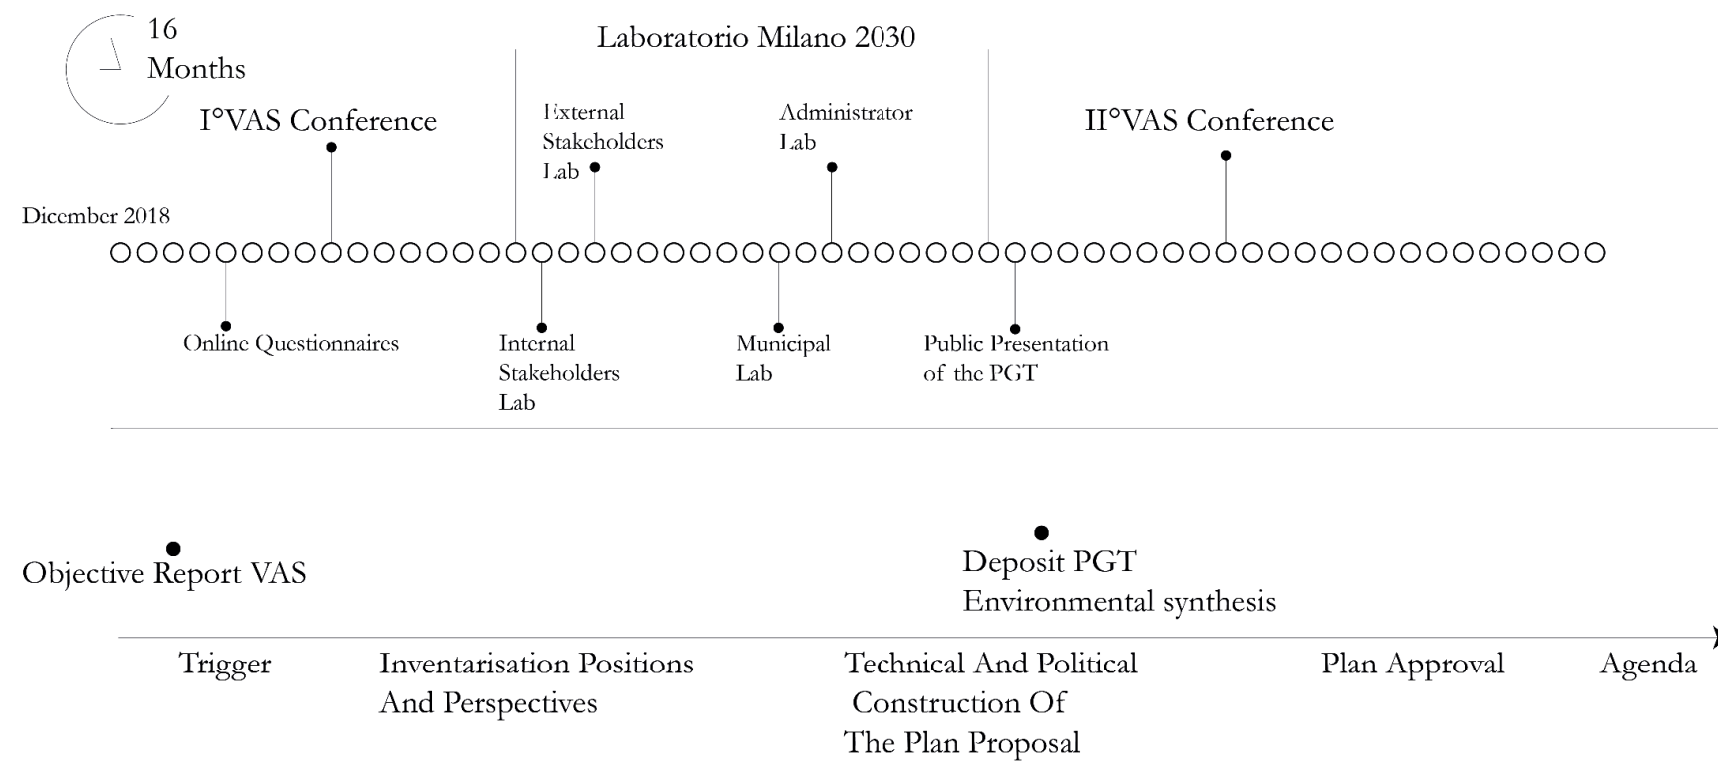 16
Months
Laboratorio Milano 2030
I°VAS Conference
External
Stakeholders
Lab
Administrator
Lab
II°VAS Conference
Dicember 2018
Online Questionnaires
Internal
Stakeholders
Lab
Municipal
Lab
Public Presentation
of the PGT
Objective Report VAS
Deposit PGT
Environmental synthesis
Trigger
Inventarisation Positions
And Perspectives
Technical And Political
Construction Of
The Plan Proposal
Plan Approval
Agenda